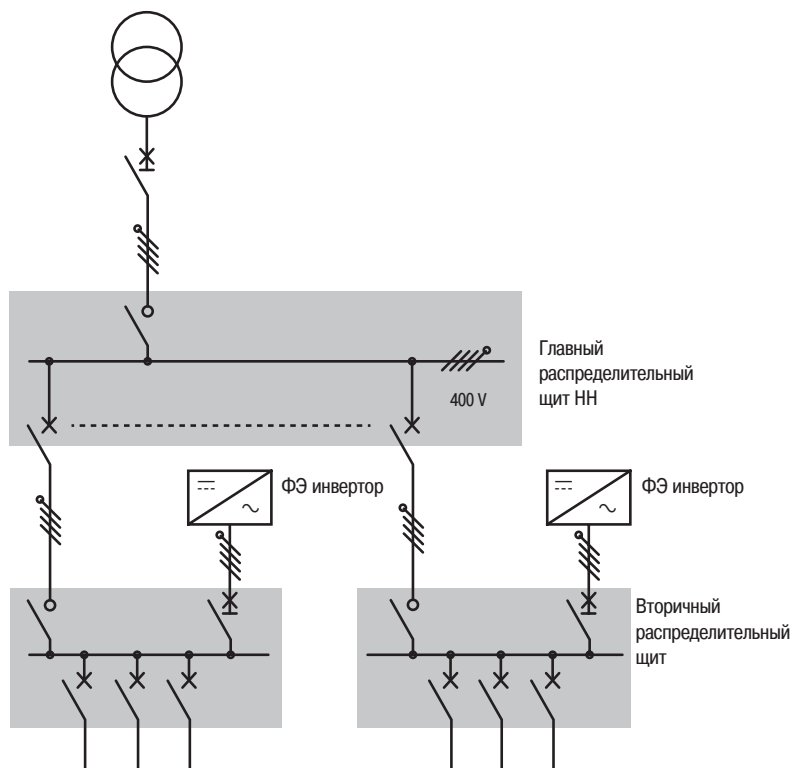 Главный
распределительный
щит НН
400 V
ФЭ инвертор
ФЭ инвертор
Вторичный
распределительный
щит